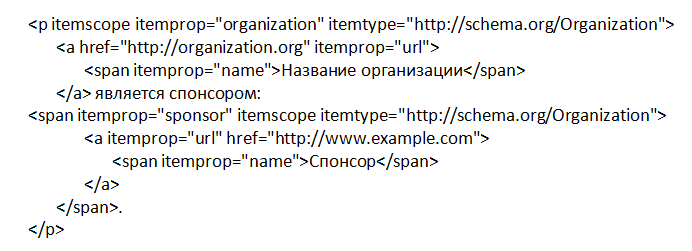 <p itemscope itemprop="organization" itemtype="http://schema.org/Organization">
<a href="http://organization.org" itemprop="url">
<span itemprop="name">Название организации</span>
</a> является спонсором:
<span itemprop="sponsor" itemscope itemtype="http://schema.org/Organization">
<a itemprop="url" href="http://www.example.com">
<span itemprop="name">Спонсор</span>
</a>
</span>.
</p>